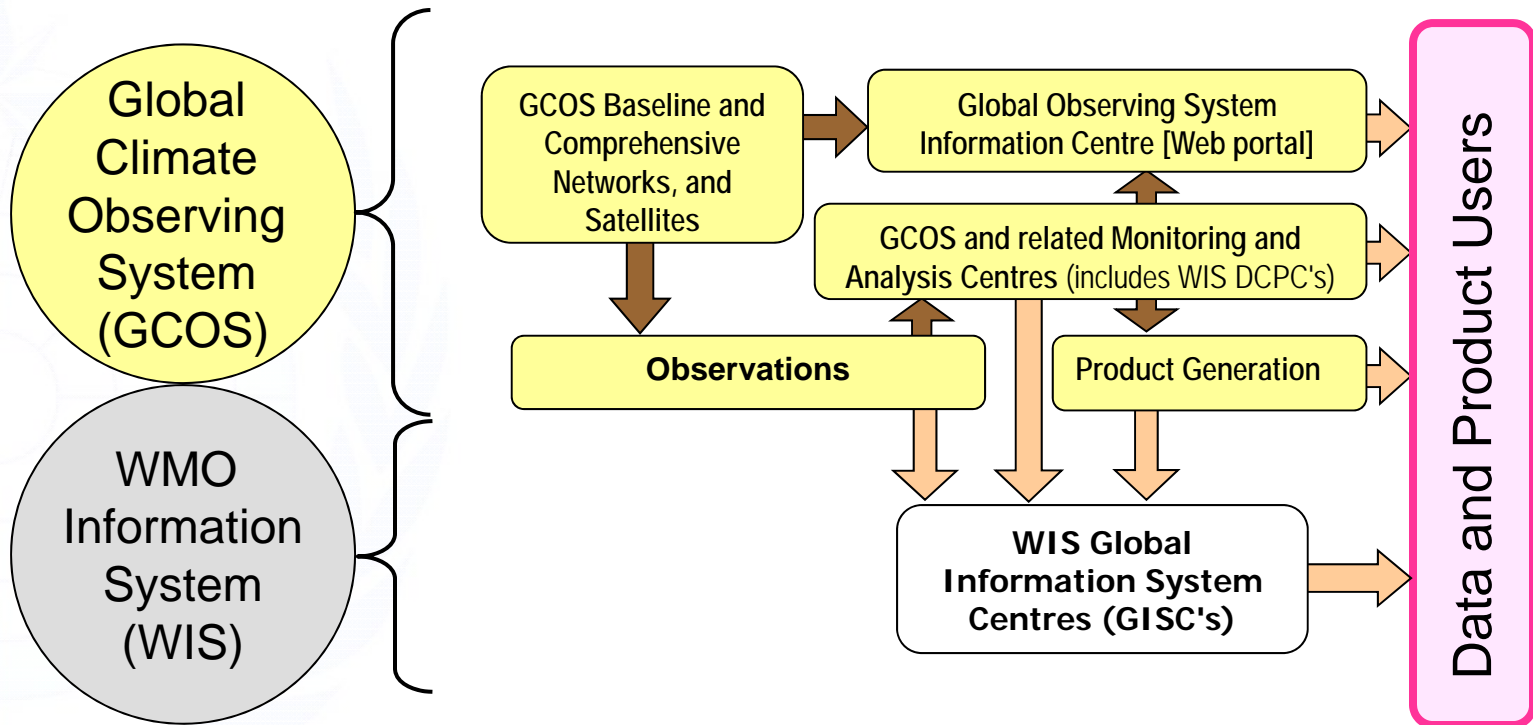 Global
Climate
Observing
System
(GCOS)
WMO
Information
System
(WIS)
GCOS Baseline and
Comprehensive
Networks, and
Satellites
Global Observing System
Information Centre [Web portal]
GCOS and related Monitoring and
Analysis Centres (includes WIS DCPC's)
Observations
Product Generation
WIS Global
Information System
Centres (GISC's)
Data and Product Users